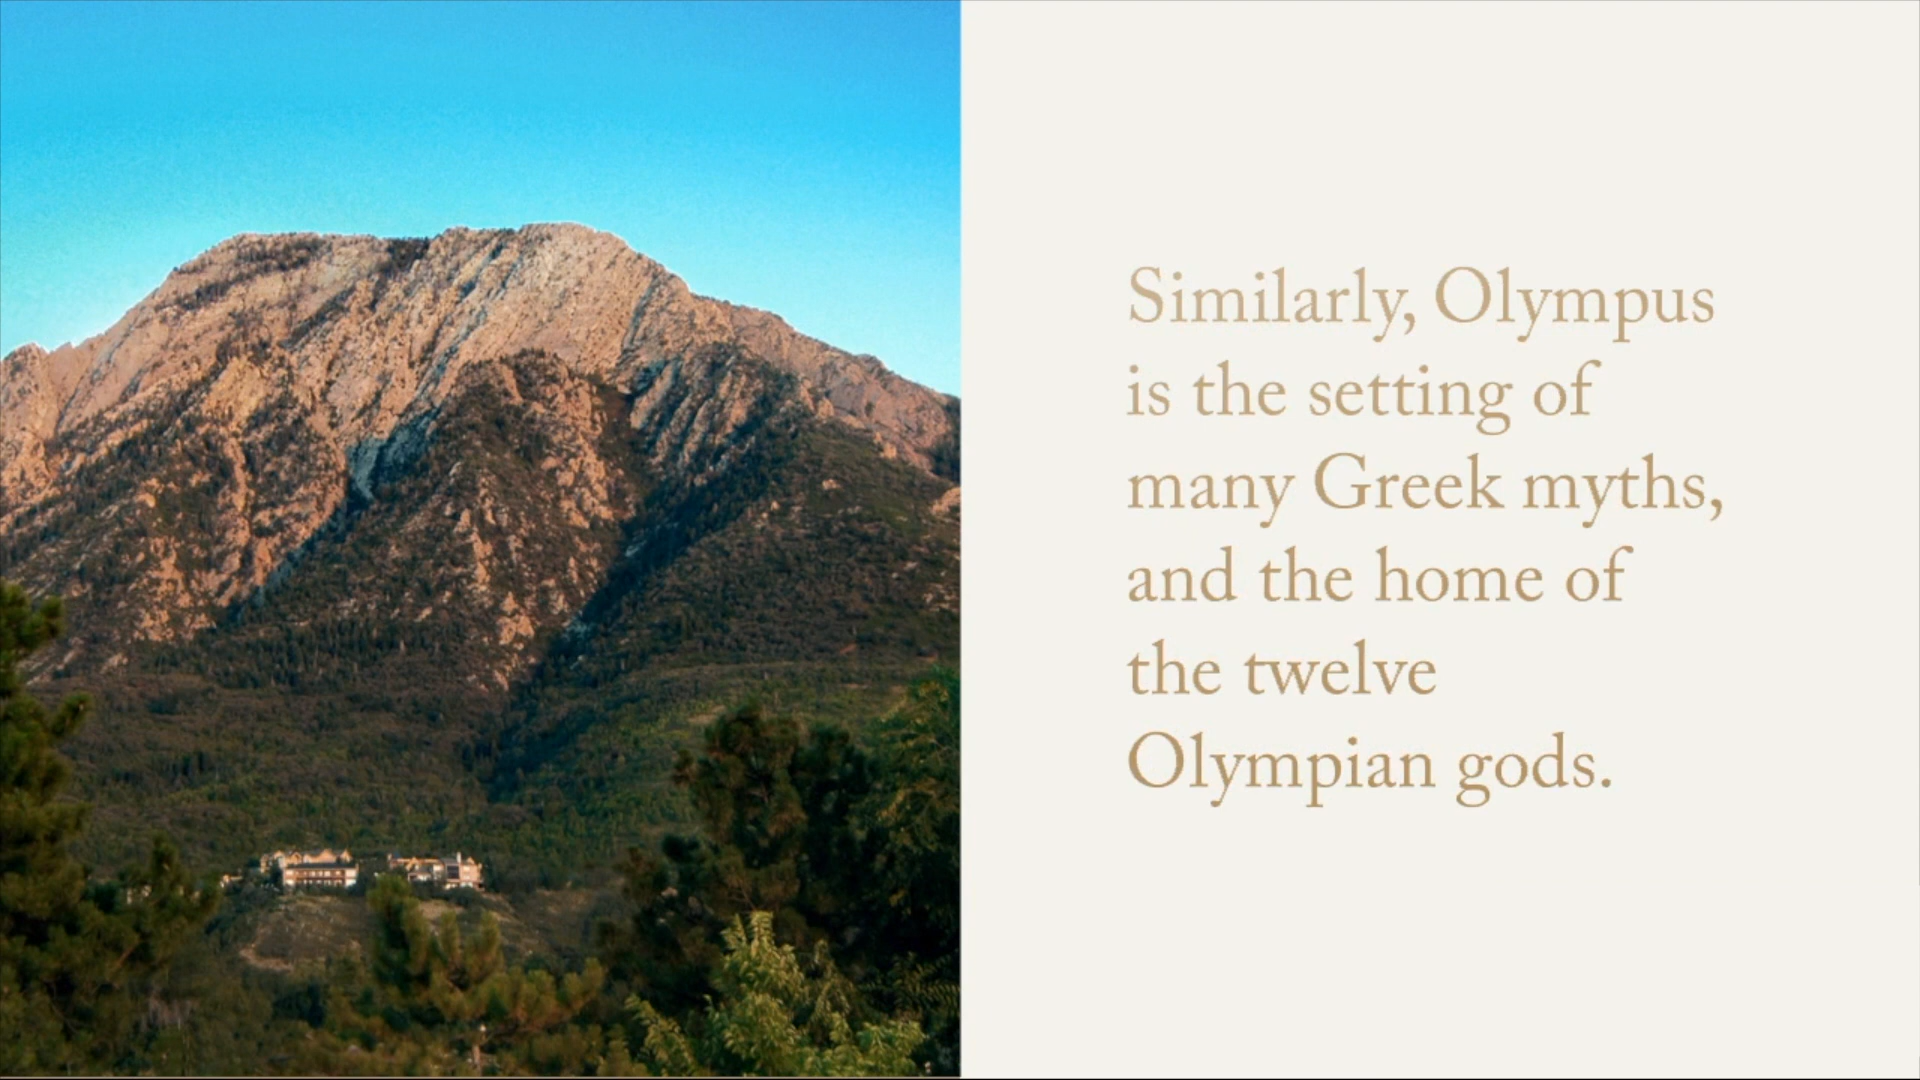 Similarly, Olympus
is the setting of
many Greek myths,
and the home of
the twelve
Olympian gods.